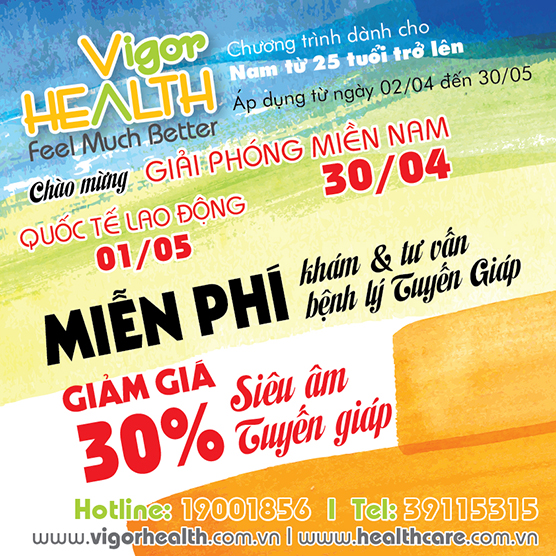 Vigor
HEALTH
Feel Much Better
Chương trình dành cho
Nam từ 25 tuổi trở lên
Áp dụng từ ngày 02/04 đến 30/05
Chào mừng GIẢI PHÓNG MIỀN NAM
30/04
QUỐC TẾ LAO ĐỘNG
01/05
MIỄN PHÍ khám & tư vấn
bệnh lý Tuyến Giáp
GIẢM GIÁ
30% Siêu âm
Tuyến giáp
Hotline: 19001856 I Tel: 39115315
www.vigorhealth.com.vn I www.healthcare.com.vn